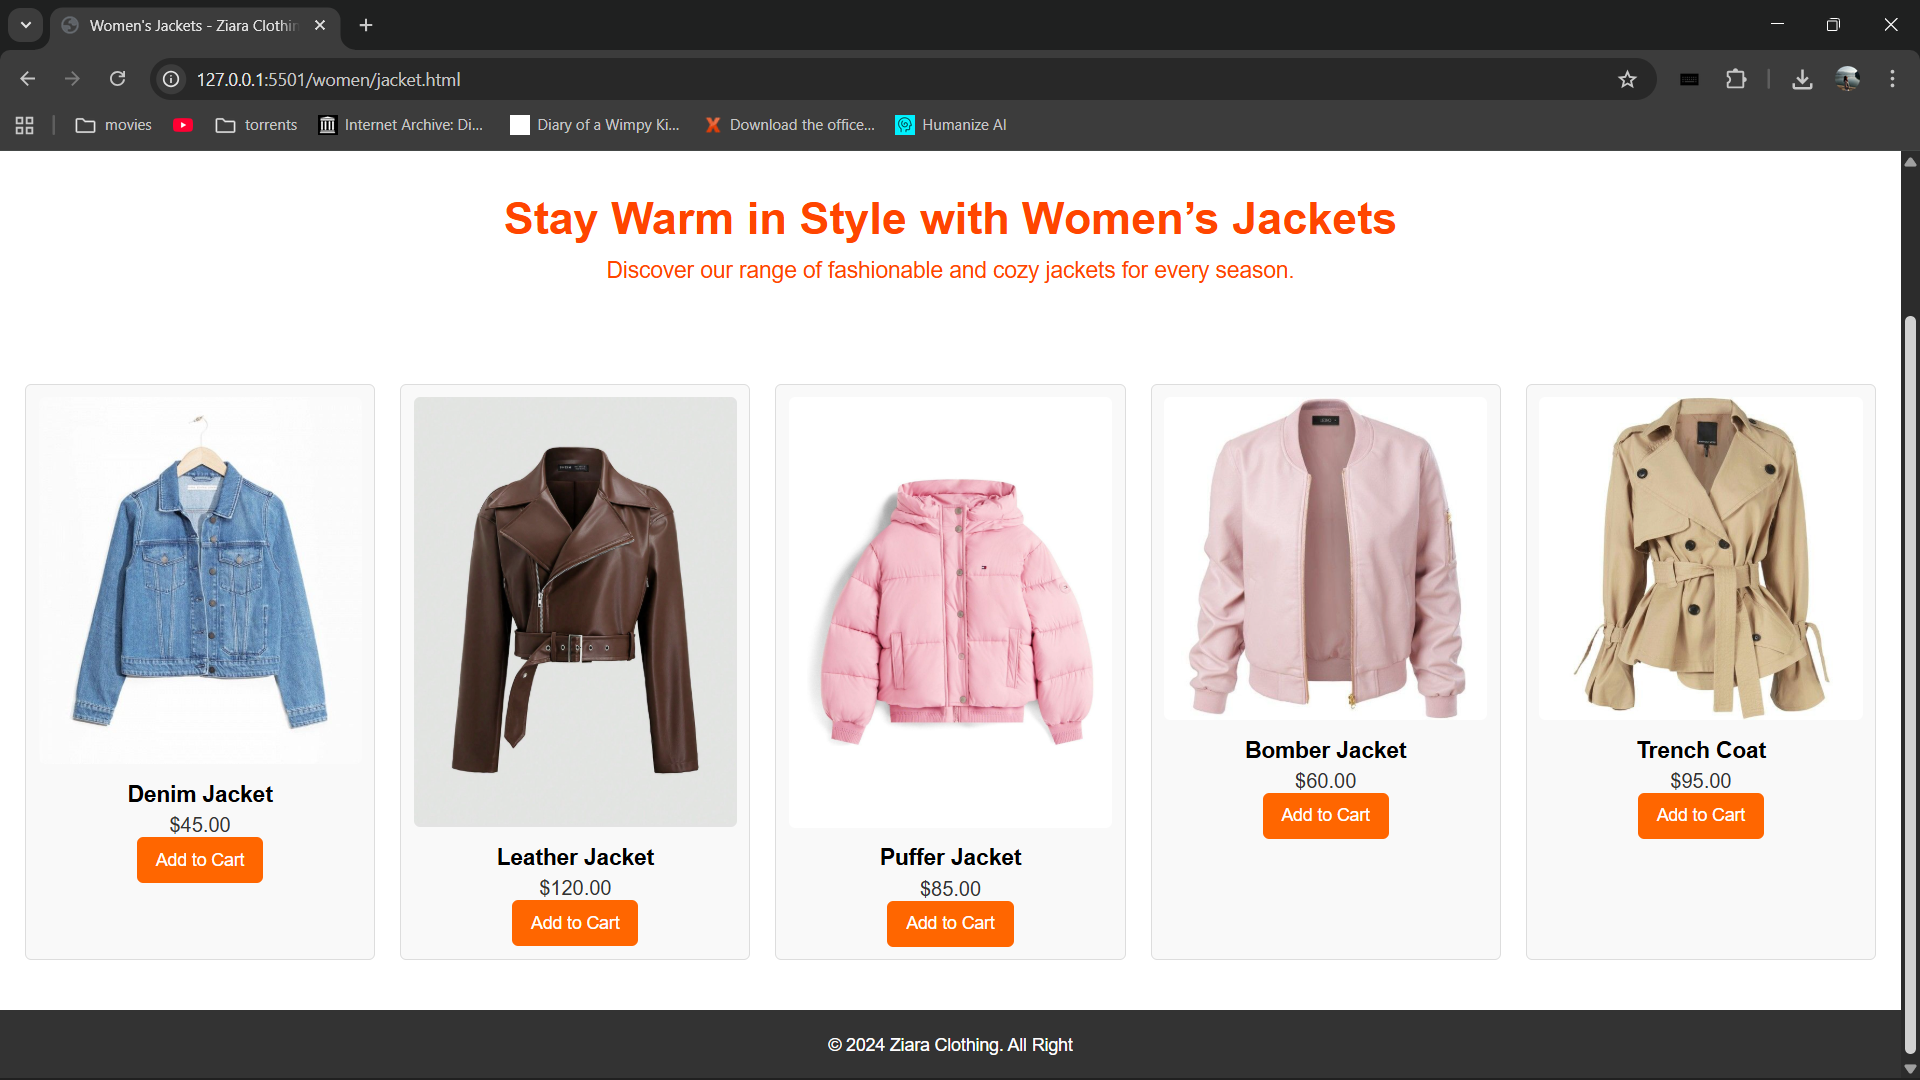 Women's Jackets - Ziara Clothin
127.0.0.1:5501/women/jacket.html
movies
torrents
Internet Archive: Di...
Diary of a Wimpy Ki...
Download the office...
Humanize AI
Stay Warm in Style with Women’s Jackets
Discover our range of fashionable and cozy jackets for every season.
Denim Jacket
$45.00
Add to Cart
Leather Jacket
$120.00
Add to Cart
Puffer Jacket
$85.00
Add to Cart
Bomber Jacket
$60.00
Add to Cart
Trench Coat
$95.00
Add to Cart
© 2024 Ziara Clothing. All Right